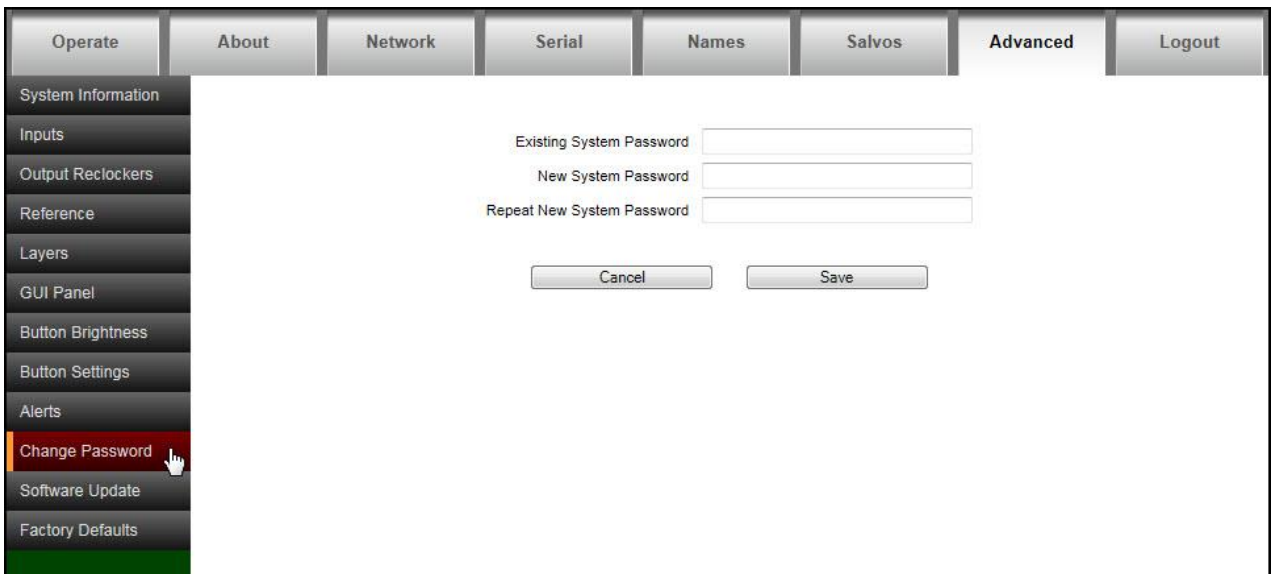 Operate
About
Network
Serial
Names
Salvos
Advanced
Logout
System Information
Inputs
Output Reclockers
Reference
Layers
GUI Panel
Button Brightness
Button Settings
Alerts
Change Password
Software Update
Factory Defaults
Existing System Password
New System Password
Repeat New System Password
Cancel
Save